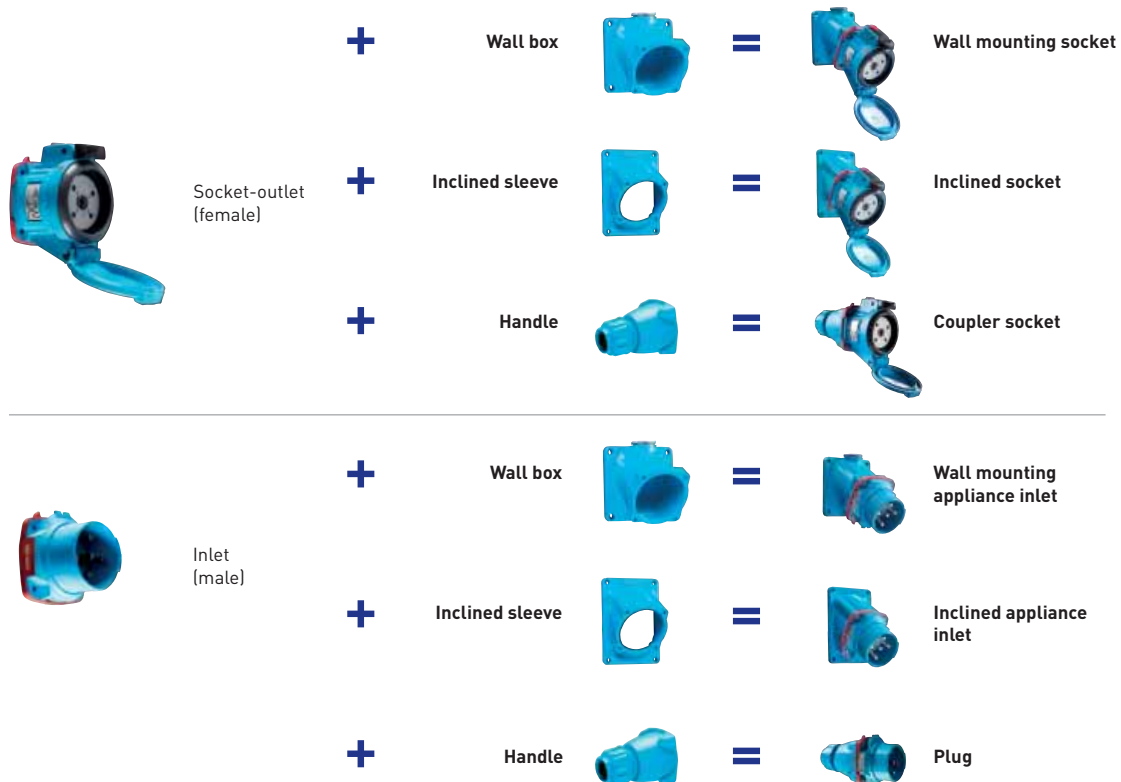 + Wall box = Wall mounting socket
Socket-outlet
(female)
+ Inclined sleeve = Inclined socket
+ Handle = Coupler socket
+ Wall box = Wall mounting
appliance inlet
Inlet
(male)
+ Inclined sleeve = Inclined appliance
inlet
+ Handle = Plug